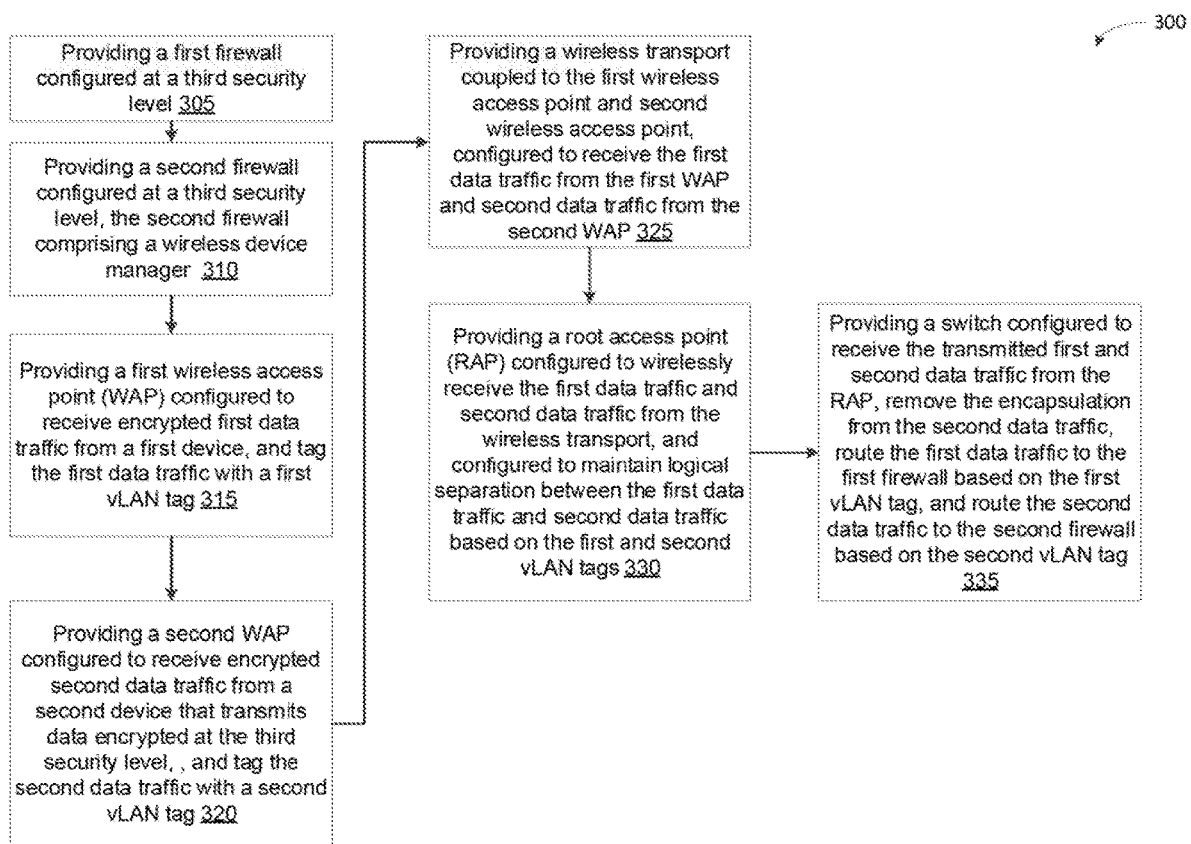 300
Providing a first firewall
configured at a third security
level 305
Providing a second firewall
configured at a third security
level, the second firewall
comprising a wireless device
manager 310
Providing a first wireless access
point (WAP) configured to
receive encrypted first data
traffic from a first device, and tag
the first data traffic with a first
vLAN tag 315
Providing a second WAP
configured to receive encrypted
second data traffic from a
second device that transmits
data encrypted at the third
security level, , and tag the
second data traffic with a second
vLAN tag 320
Providing a wireless transport
coupled to the first wireless
access point and second
wireless access point,
configured to receive the first
data traffic from the first WAP
and second data traffic from the
second WAP 325
Providing a root access point
(RAP) configured to wirelessly
receive the first data traffic and
second data traffic from the
wireless transport, and
configured to maintain logical
separation between the first data
traffic and second data traffic
based on the first and second
vLAN tags 330
Providing a switch configured to
receive the transmitted first and
second data traffic from the
RAP, remove the encapsulation
from the second data traffic,
route the first data traffic to
the first firewall based on the
first vLAN tag, and route the
second data traffic to the
second firewall based on the
second vLAN tag
335